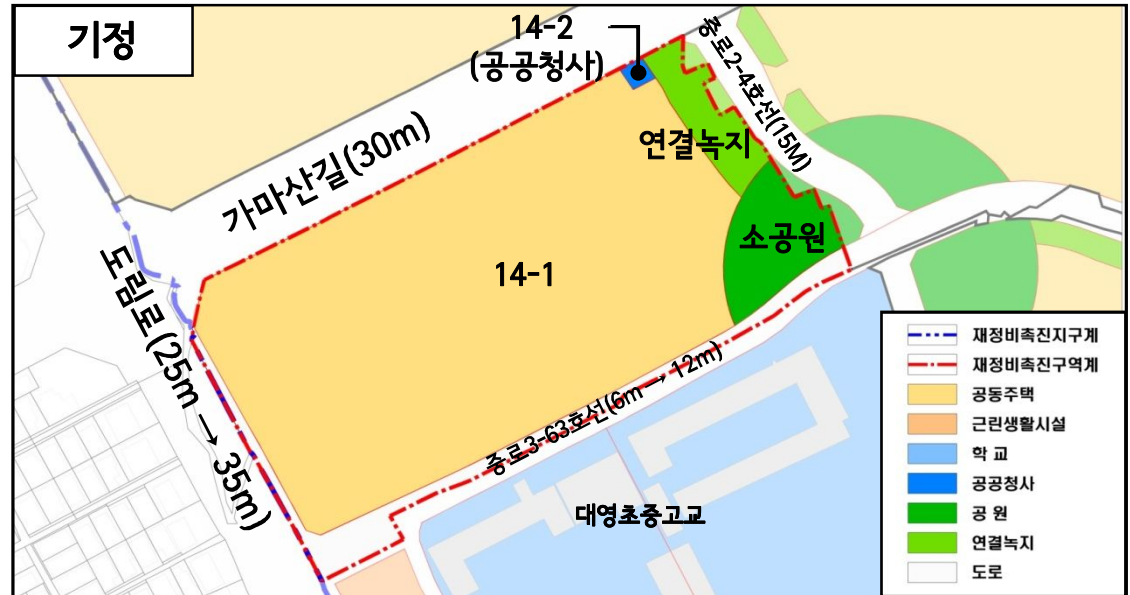 기정
14-2
(공공청사)
중로2-4호선(15M)
연결녹지
가마산길(30m)
소공원
14-1
도림로(25m → 35m)
중로3-63호선(6m → 12m)
대영초중고교
재정비촉진지구계
재정비촉진구역계
공동주택
근린생활시설
학 교
공공청사
공 원
연결녹지
도로